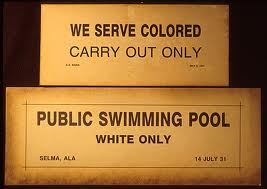 WE SERVE COLORED
CARRY OUT ONLY
PUBLIC SWIMMING POOL
WHITE ONLY
SELMA, ALA 14 JULY 31